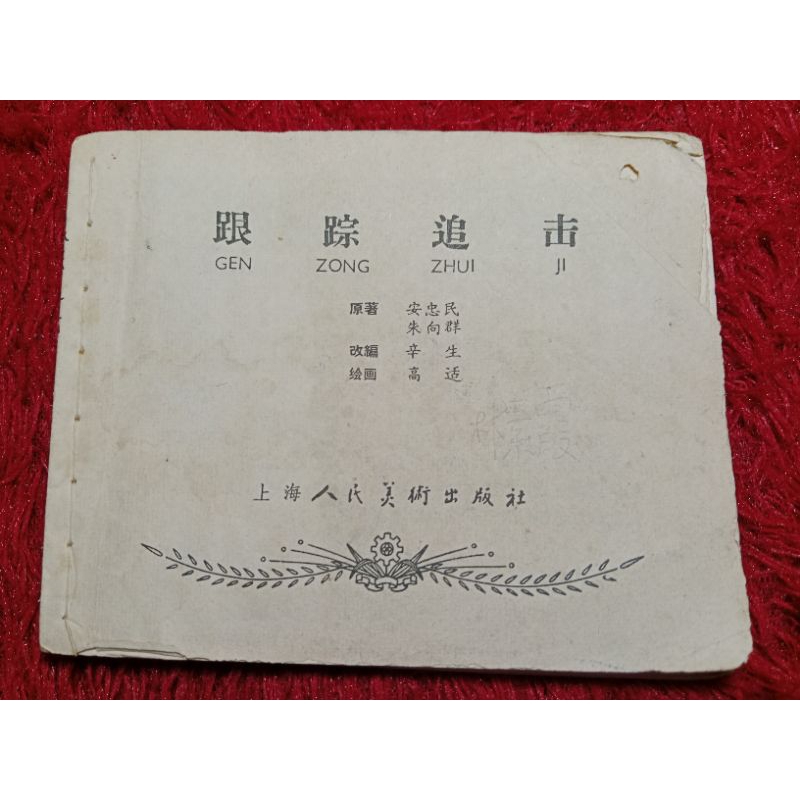 跟踪追击
GEN ZONG ZHUI JI
原著 安忠民
朱向群
改編 辛生
绘画 高适
上海人民美術出版社